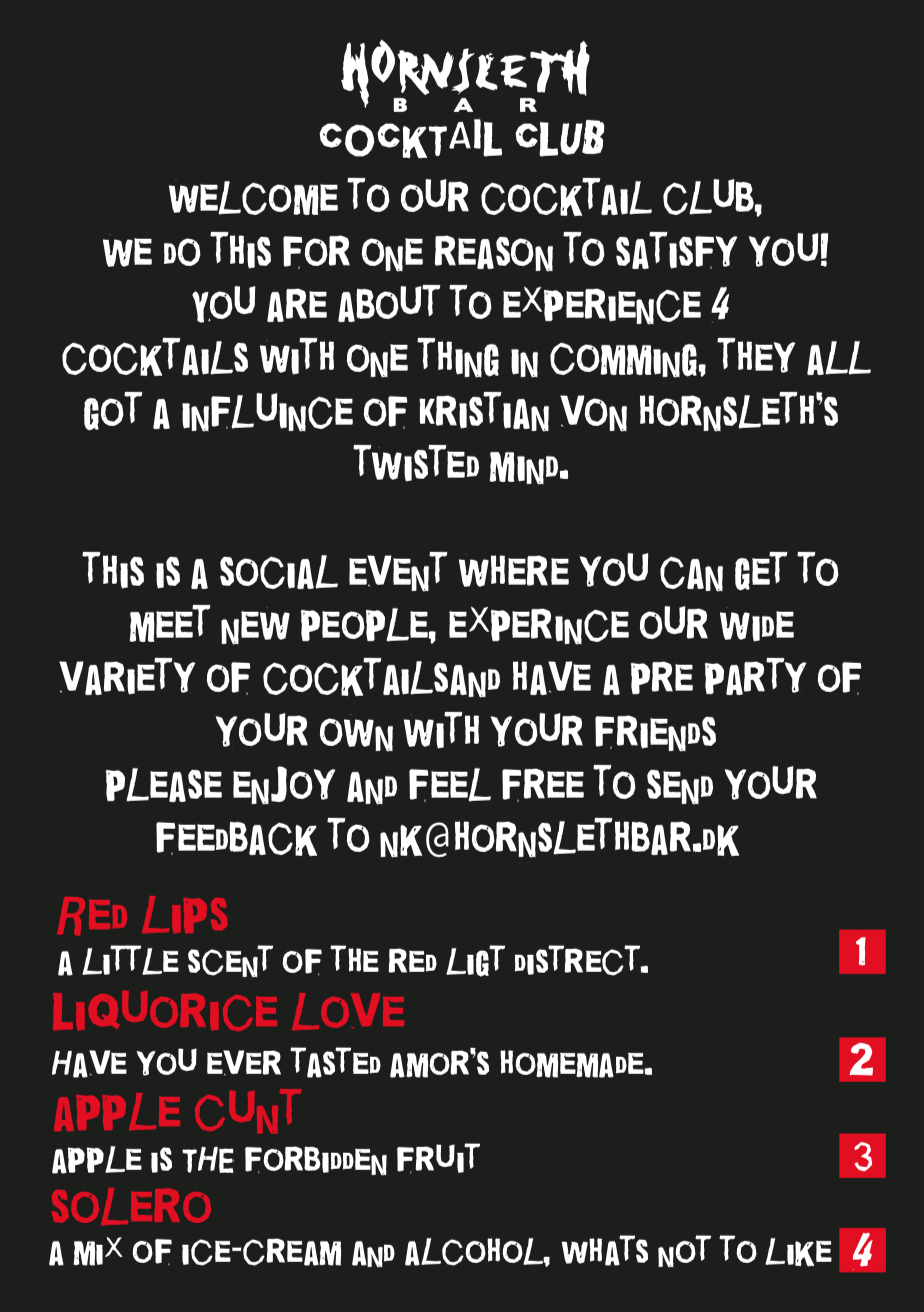 HORNSLETH
BAR
COCKTAIL CLUB
WELCOME TO OUR COCKTAIL CLUB,
WE DO THIS FOR ONE REASON TO SATISFY YOU!
YOU ARE ABOUT TO EXPERIENCE 4
COCKTAILS WITH ONE THING IN COMMING, THEY ALL
GOT A INFLUINCE OF KRISTIAN VON HORNSLETH'S
TWISTED MIND.
THIS IS A SOCIAL EVENT WHERE YOU CAN GET TO
MEET NEW PEOPLE, EXPERINCE OUR WIDE
VARIETY OF COCKTAILSAND HAVE A PRE PARTY OF
YOUR OWN WITH YOUR FRIENDS
PLEASE ENJOY AND FEEL FREE TO SEND YOUR
FEEDBACK TO NK@HORNSLETHBAR.DK
RED LIPS
A LITTLE SCENT OF THE RED LIGT DISTRECT. 1
LIQUORICE LOVE
HAVE YOU EVER TASTED AMOR'S HOMEMADE. 2
APPLE CUNT
APPLE IS THE FORBIDDEN FRUIT 3
SOLERO
A MIX OF ICE-CREAM AND ALCOHOL, WHATS NOT TO LIKE 4